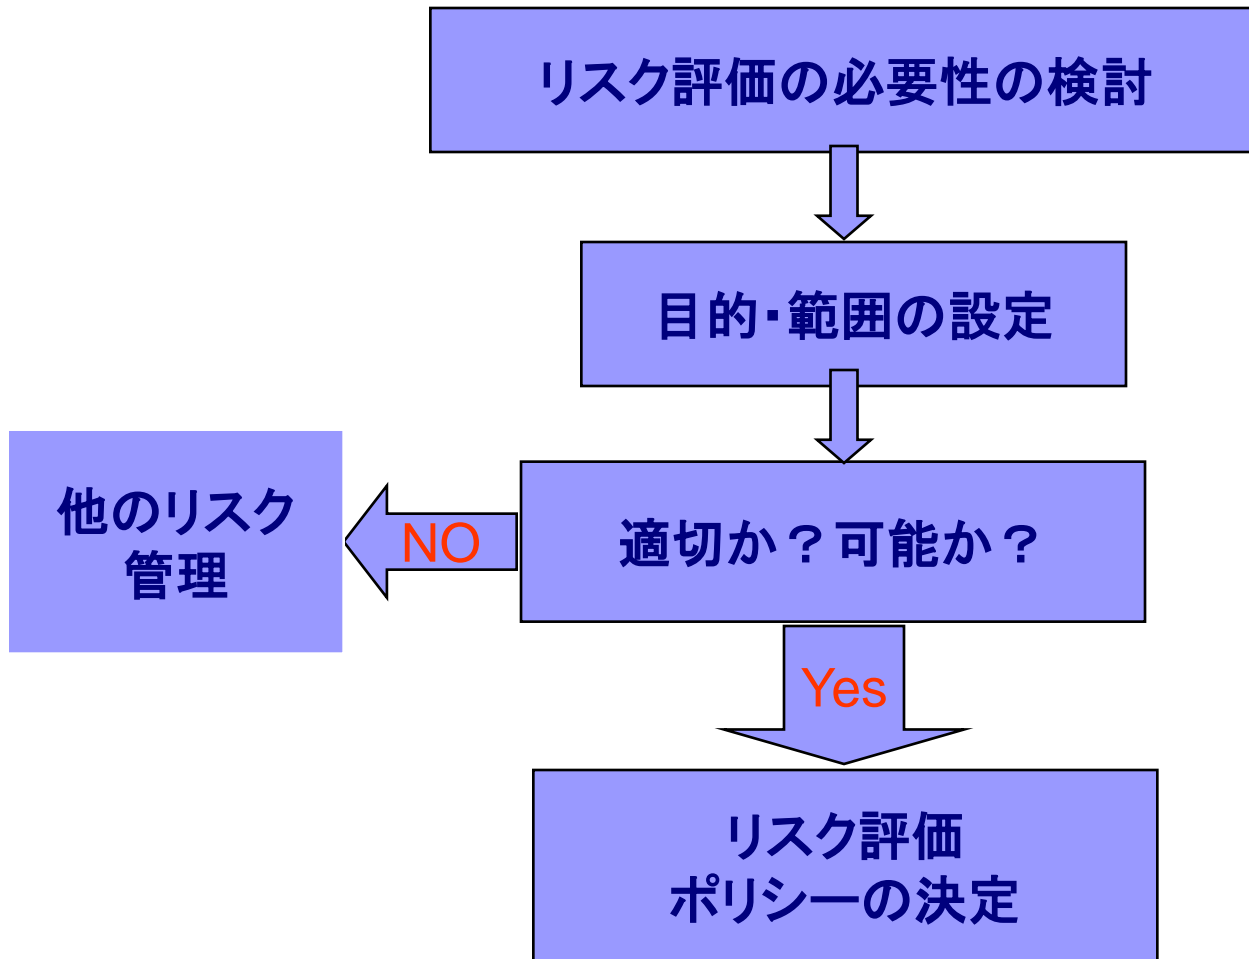 リスク評価の必要性の検討
目的・範囲の設定
他のリスク
管理
NO
適切か？可能か？
Yes
リスク評価
ポリシーの決定